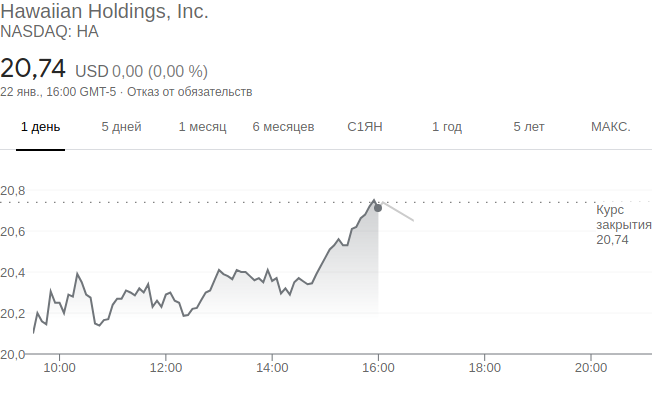 Hawaiian Holdings, Inc.
NASDAQ: HA
20,74 USD 0,00 (0,00 %)
22 янв., 16:00 GMT-5 · Отказ от обязательств
1 день 5 дней 1 месяц 6 месяцев С1ЯН 1 год 5 лет МАКС.
20,8
Курс
закрытия
20,6
20,74
20,4
20,2
20,0
10:00 12:00 14:00 16:00 18:00 20:00